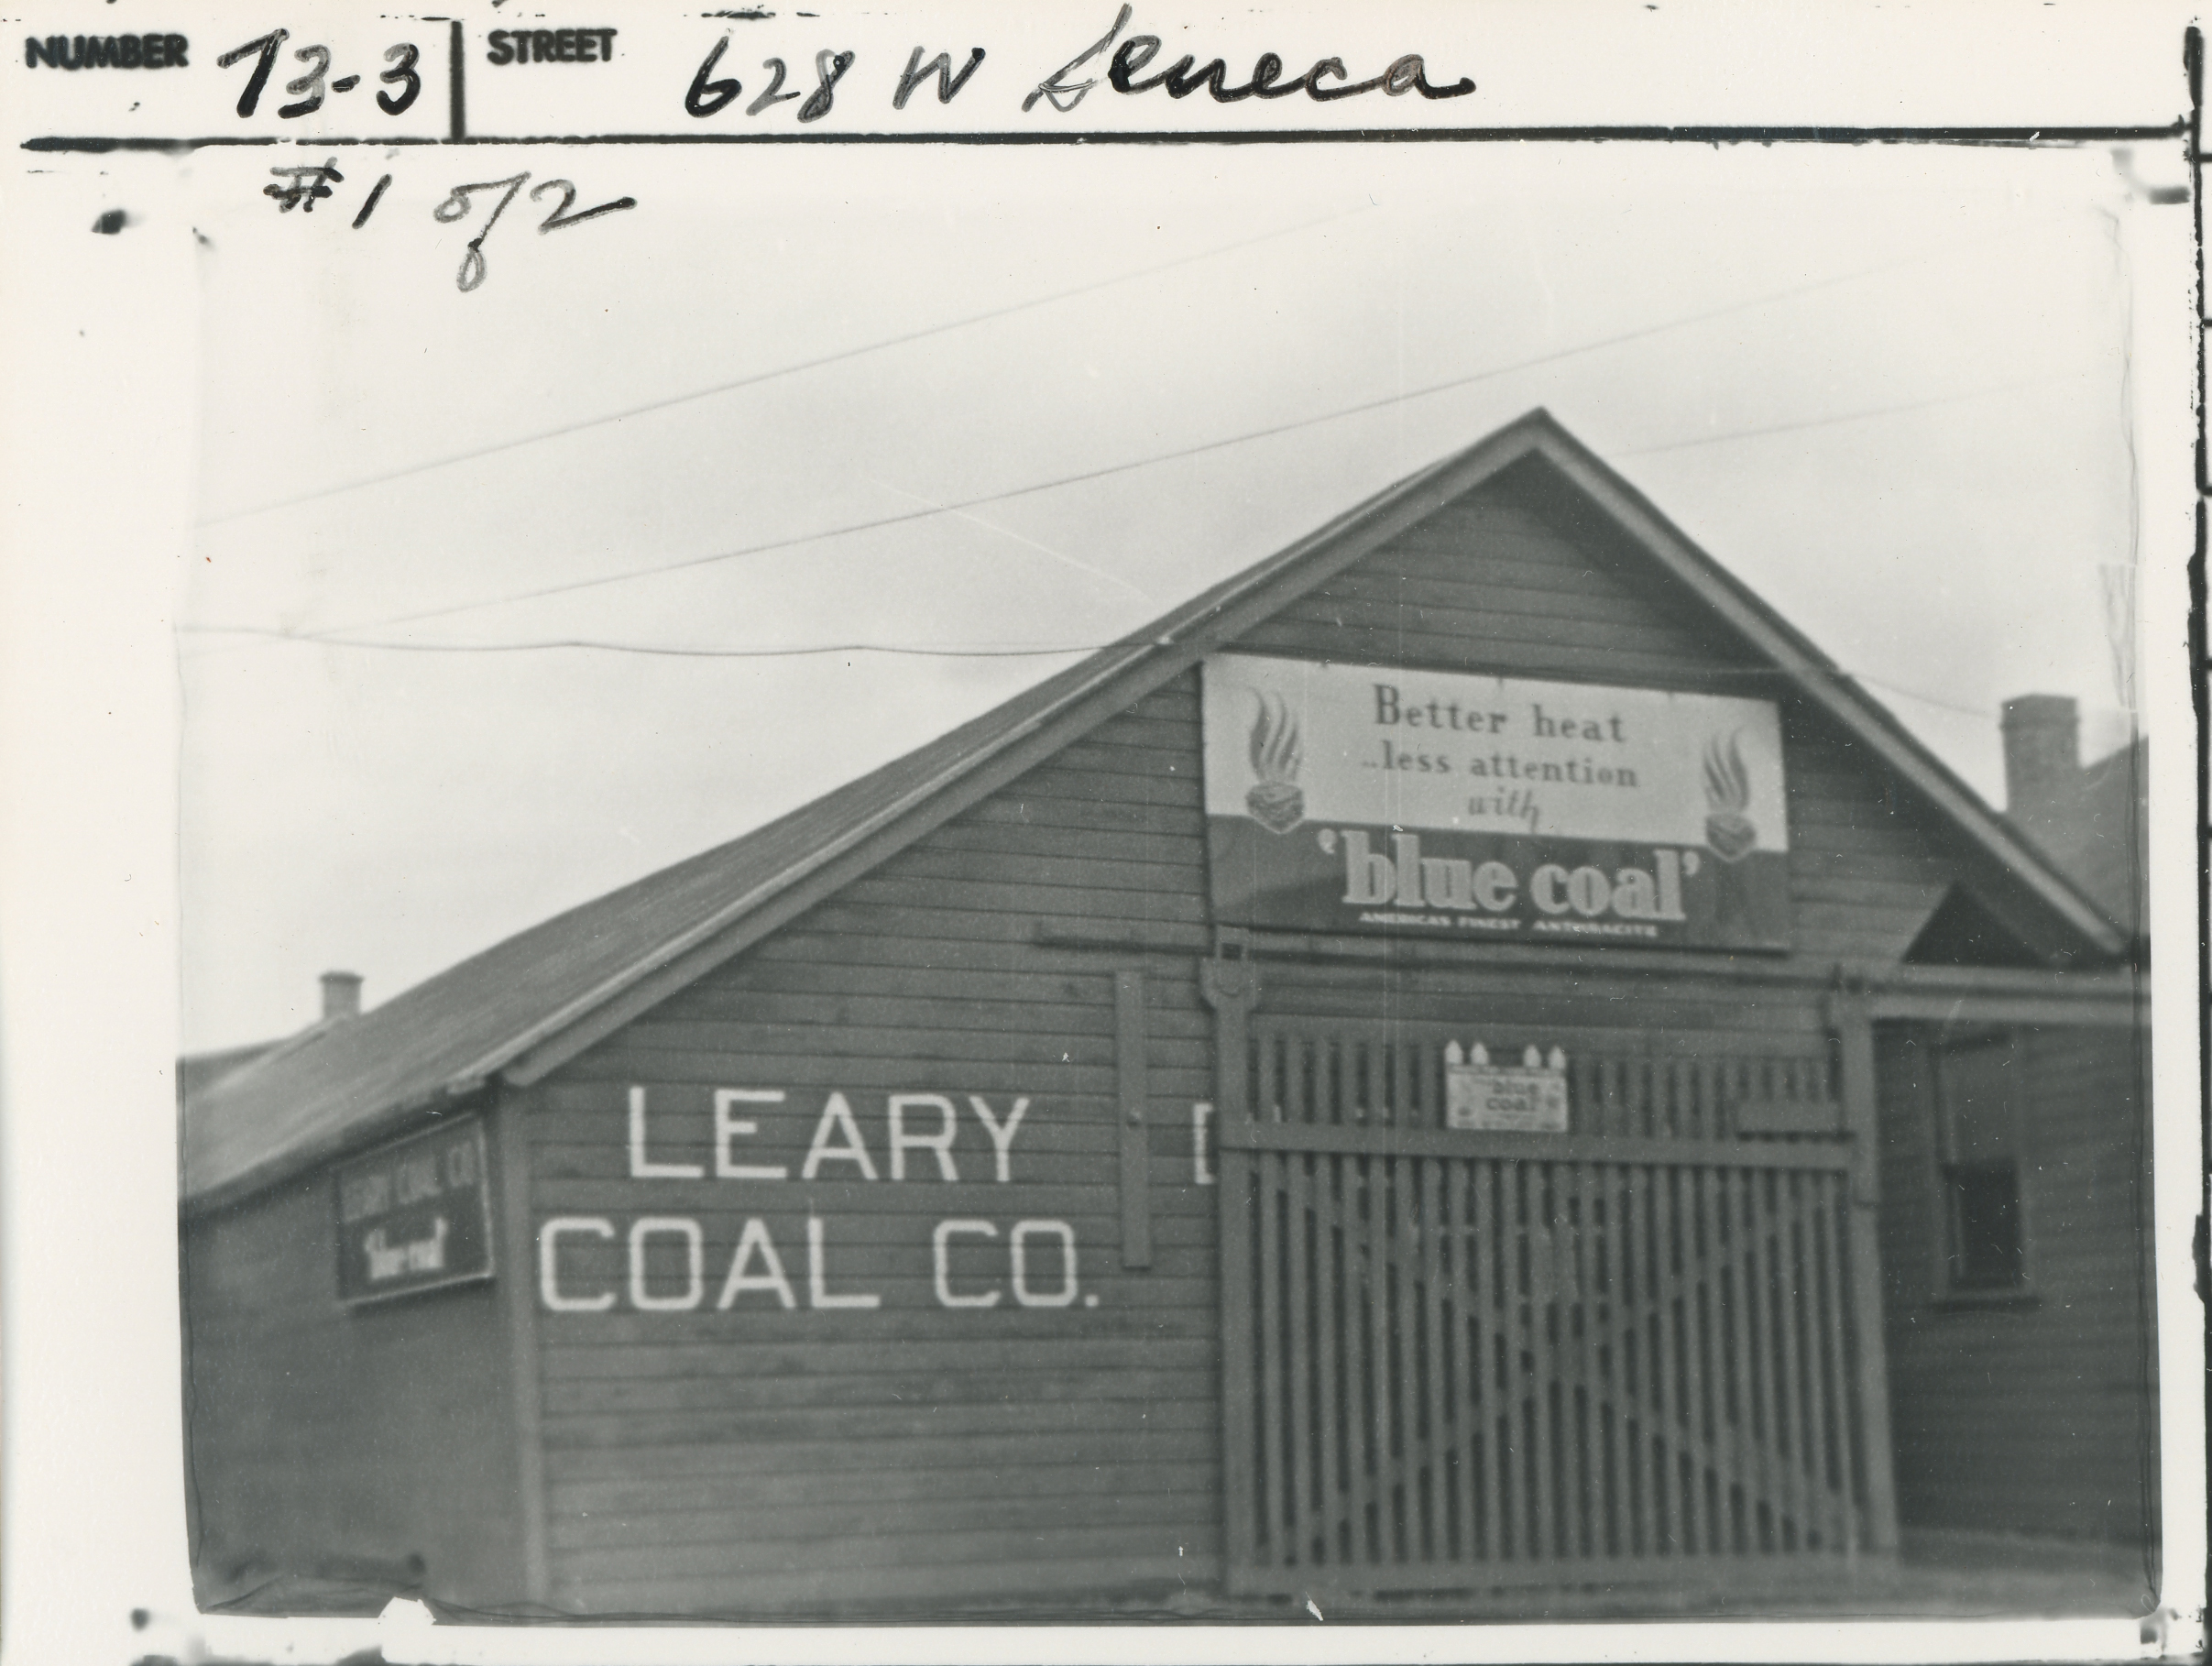 NUMBER 73-3 STREET 628 W Seneca
#1 of 2
Better heat
..less attention
with
'blue coal'
AMERICA'S FINEST ANTHRACITE
blue
coal
LEARY
COAL CO.
LEARY COAL CO
'blue coal'